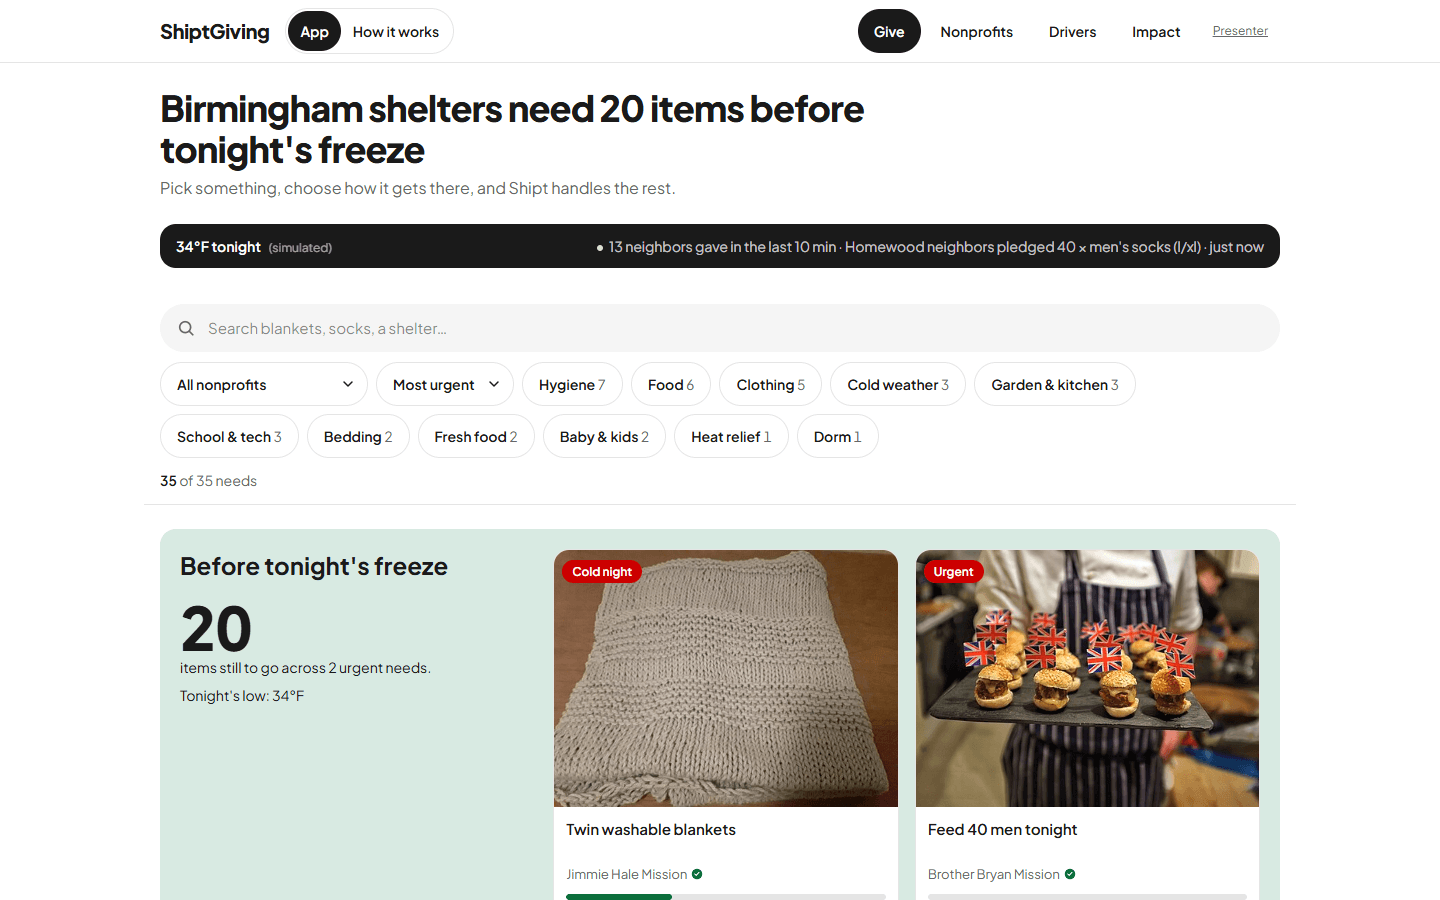 ShiptGiving
App
How it works
Give
Nonprofits
Drivers
Impact
Presenter
Birmingham shelters need 20 items before
tonight's freeze
Pick something, choose how it gets there, and Shipt handles the rest.
34°F tonight (simulated)
13 neighbors gave in the last 10 min · Homewood neighbors pledged 40 × men's socks (l/xl) · just now
Search blankets, socks, a shelter…
All nonprofits
Most urgent
Hygiene 7
Food 6
Clothing 5
Cold weather 3
Garden & kitchen 3
School & tech 3
Bedding 2
Fresh food 2
Baby & kids 2
Heat relief 1
Dorm 1
35 of 35 needs
Before tonight's freeze
20
items still to go across 2 urgent needs.
Tonight's low: 34°F
Cold night
Twin washable blankets
Jimmie Hale Mission
Urgent
Feed 40 men tonight
Brother Bryan Mission